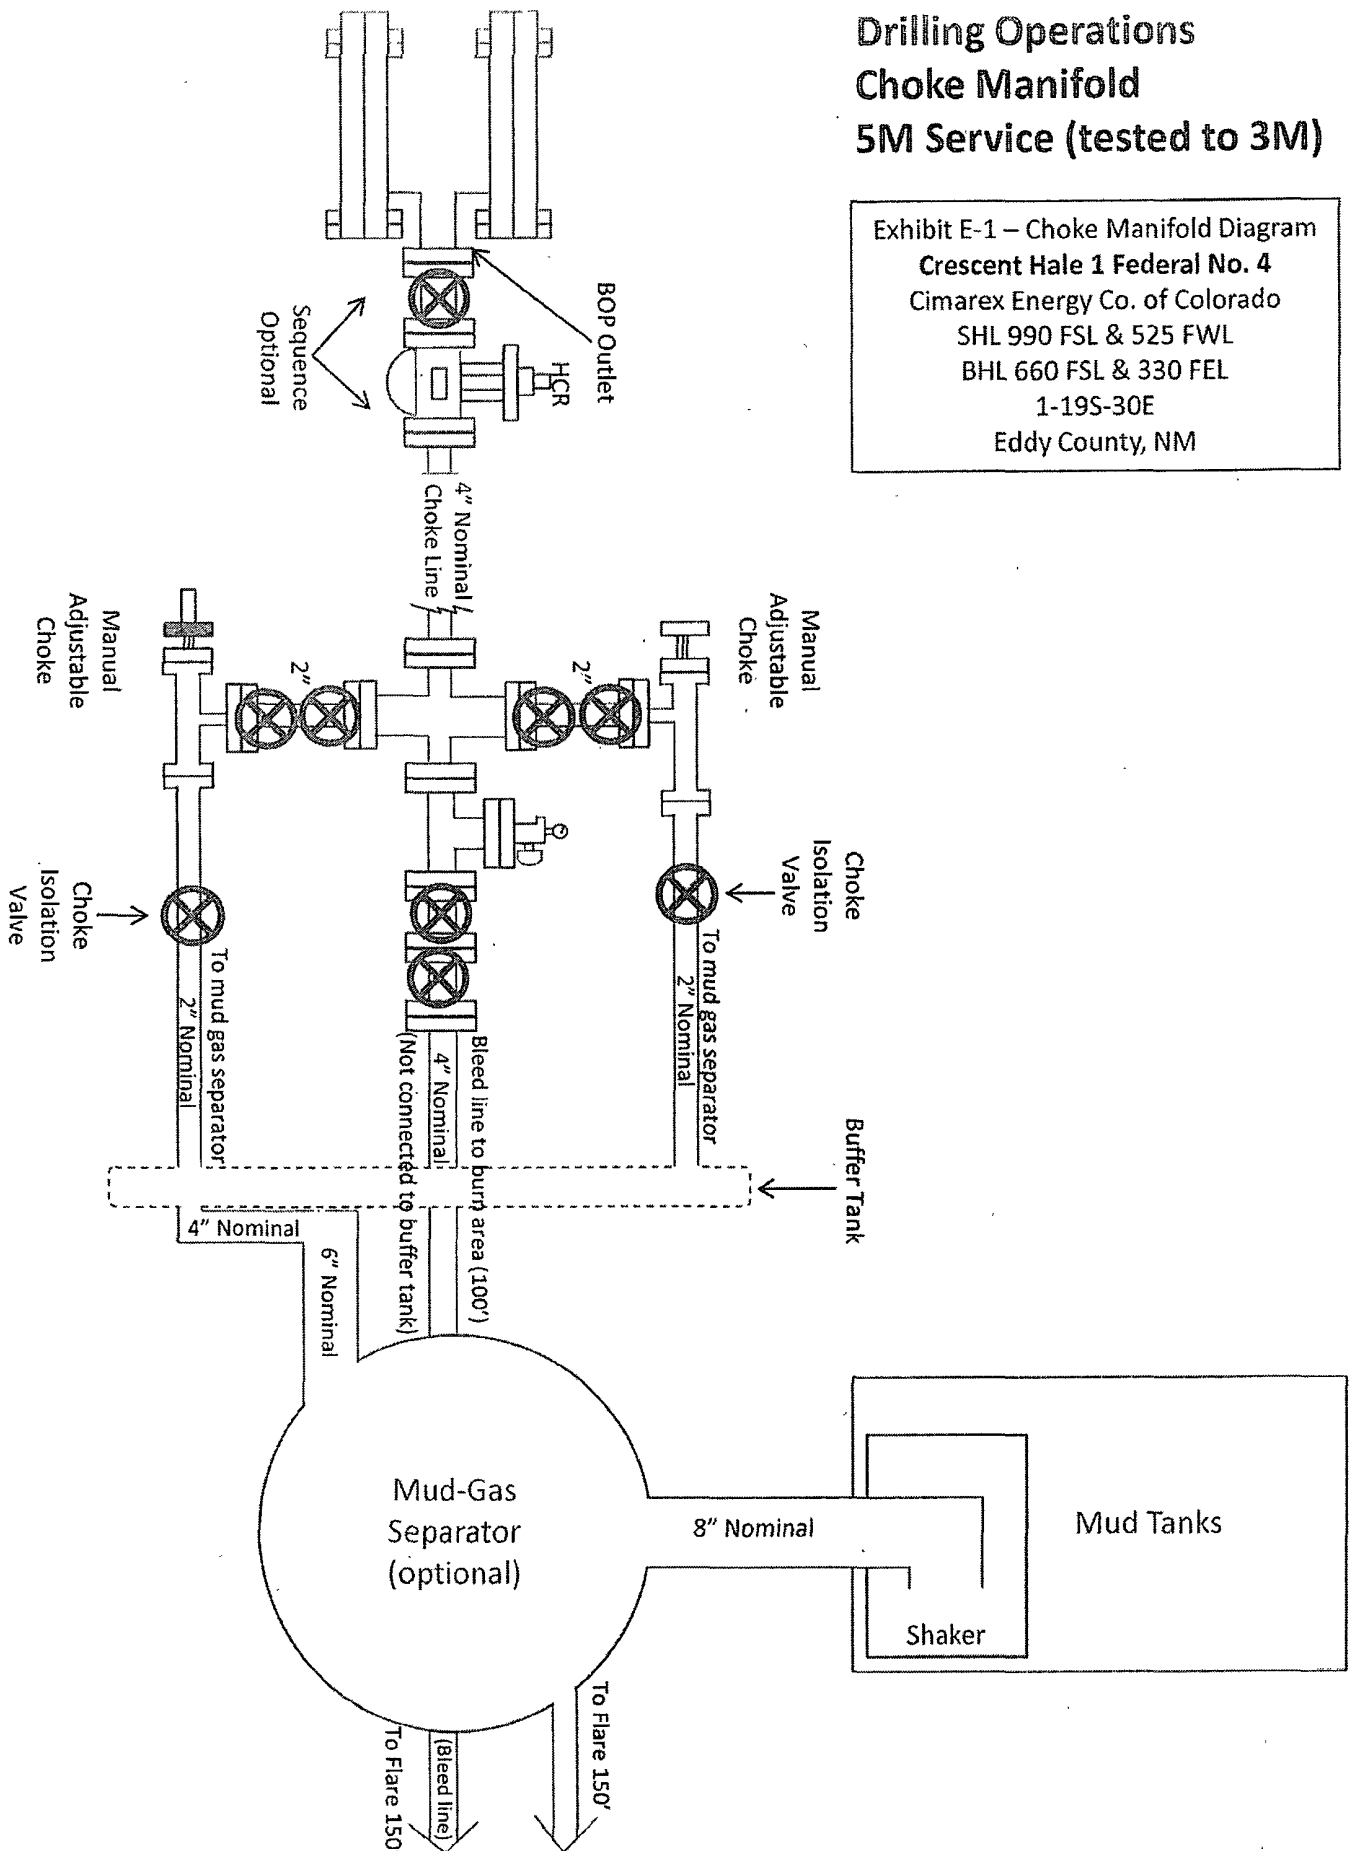 Drilling Operations
Choke Manifold
5M Service (tested to 3M)
Exhibit E-1 – Choke Manifold Diagram
Crescent Hale 1 Federal No. 4
Cimarex Energy Co. of Colorado
SHL 990 FSL & 525 FWL
BHL 660 FSL & 330 FEL
1-19S-30E
Eddy County, NM
BOP Outlet
HCR
Sequence
Optional
4" Nominal
Choke Line
Manual
Adjustable
Choke
2"
2"
Manual
Adjustable
Choke
Choke
Isolation
Valve
Choke
Isolation
Valve
To mud gas separator
2" Nominal
Bleed line to burn area (100')
4" Nominal
(Not connected to buffer tank)
To mud gas separator
2" Nominal
Buffer Tank
4" Nominal
6" Nominal
Mud-Gas
Separator
(optional)
8" Nominal
Mud Tanks
Shaker
To Flare 150'
(Bleed line)
To Flare 150